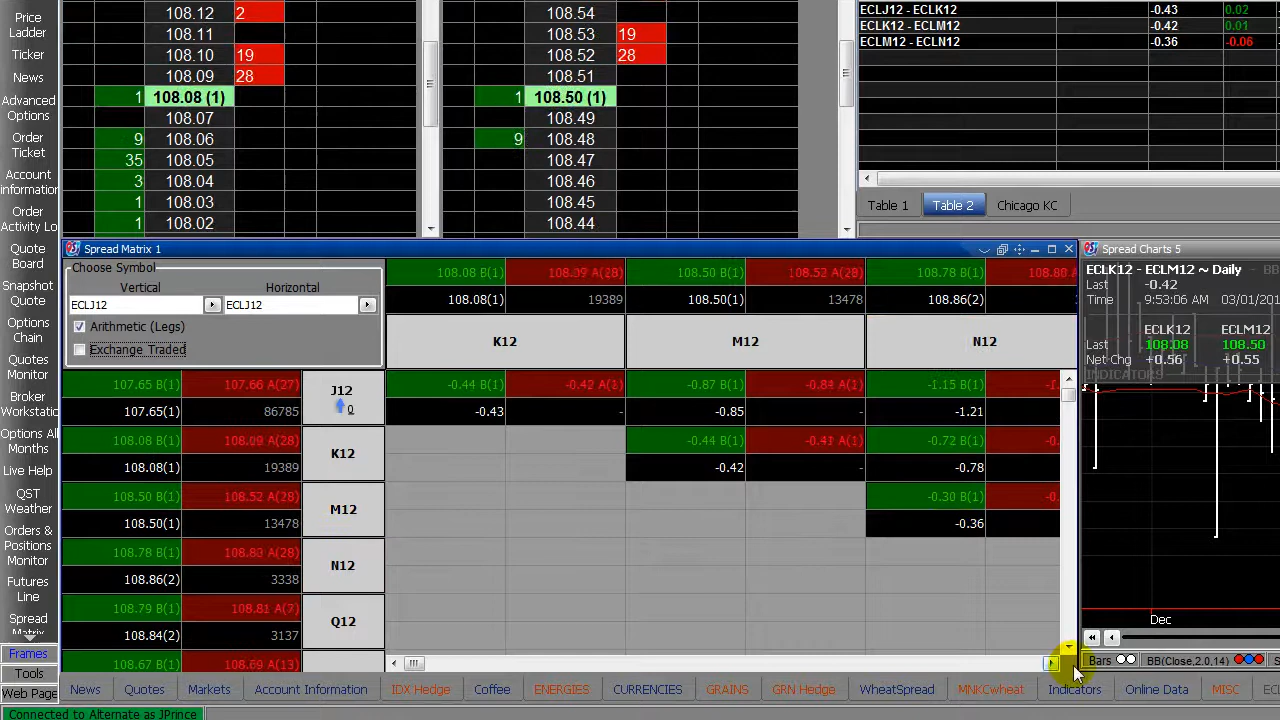 Price
Ladder
Ticker
News
Advanced
Options
Order
Ticket
Account
Information
Order
Activity Lo
Quote
Board
Snapshot
Quote
Options
Chain
Quotes
Monitor
Broker
Workstatic
Options All
Months
Live Help
QST
Weather
Orders &
Positions
Monitor
Futures
Line
Spread
Matrix
Frames
Tools
Web Page
108.12 2
108.11
108.10 19
108.09 28
1 108.08 (1)
108.07
9 108.06
35 108.05
3 108.04
1 108.03
1 108.02
108.54
108.53 19
108.52 28
108.51
1 108.50 (1)
108.49
9 108.48
108.47
108.46
108.45
108.44
ECLJ12 - ECLK12 -0.43 0.02
ECLK12 - ECLM12 -0.42 0.01
ECLM12 - ECLN12 -0.36 -0.06
Table 1 Table 2 Chicago KC
Spread Matrix 1
Choose Symbol
Vertical Horizontal
ECLJ12 ECLJ12
Arithmetic (Legs)
Exchange Traded
108.08 B(1) 108.09 A(28) 108.50 B(1) 108.52 A(28) 108.78 B(1) 108.80 A
108.08(1) 19389 108.50(1) 13478 108.86(2)
K12 M12 N12
107.65 B(1) 107.66 A(27) J12 -0.44 B(1) -0.42 A(1) -0.87 B(1) -0.84 A(1) -1.15 B(1) -1.
107.65(1) 86785 0 -0.43 - -0.85 - -1.21
108.08 B(1) 108.09 A(28) K12 -0.44 B(1) -0.41 A(1) -0.72 B(1) -0.
108.08(1) 19389 -0.42 - -0.78
108.50 B(1) 108.52 A(28) M12 -0.30 B(1) -0.
108.50(1) 13478 -0.36
108.78 B(1) 108.80 A(28) N12
108.86(2) 3338
108.79 B(1) 108.81 A(7) Q12
108.84(2) 3137
108.67 B(1) 108.69 A(13)
Spread Charts 5
ECLK12 - ECLM12 ~ Daily
Last -0.42
Time 9:53:06 AM 03/01/201
ECLK12 ECLM12
Last 108.08 108.50
Net Chg +0.56 +0.55
INDICATORS
Dec
Bars BB(Close,2.0,14) S
News Quotes Markets Account Information IDX Hedge Coffee ENERGIES CURRENCIES GRAINS GRN Hedge WheatSpread MNKCwheat Indicators Online Data MISC EC
Connected to Alternate as JPrince